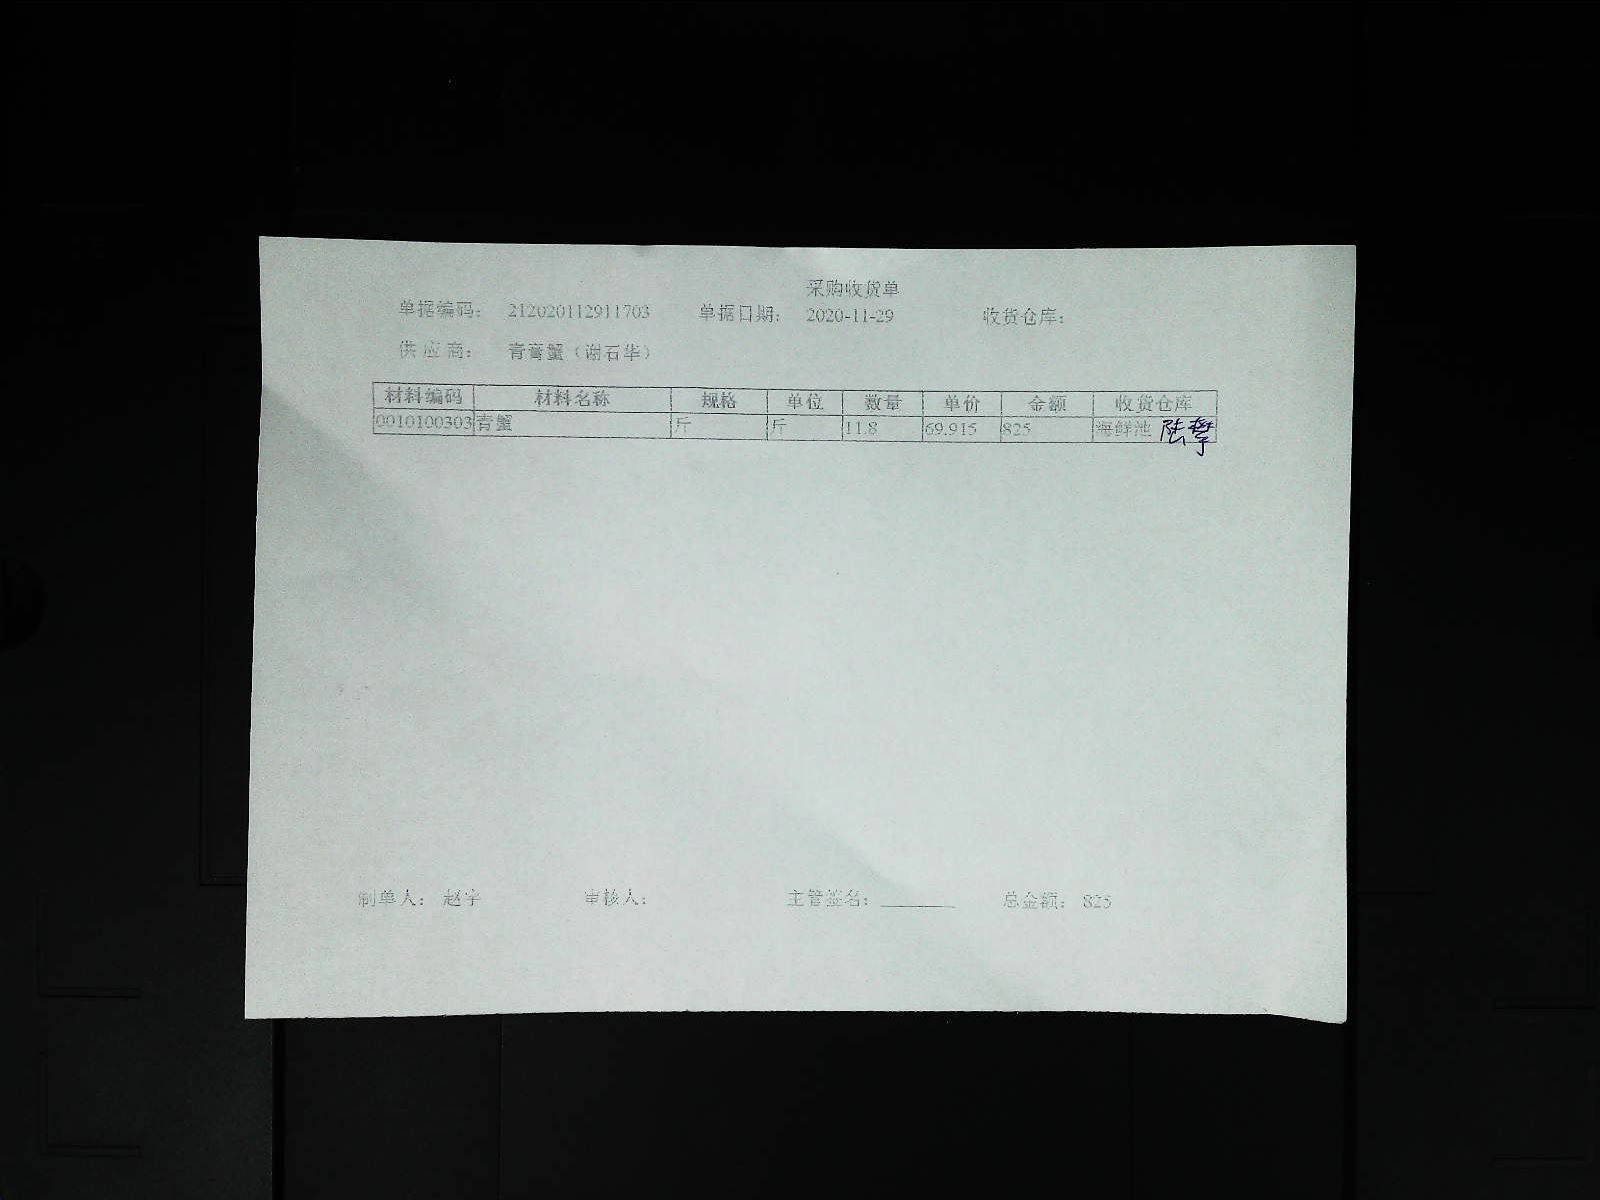 采购收货单
单据编码： 212020112911703 单据日期： 2020-11-29 收货仓库：
供应商： 青膏蟹（谢石华）
材料编码 材料名称 规格 单位 数量 单价 金额 收货仓库
0010100303 青蟹 斤 斤 11.8 69.915 825 海鲜池
制单人： 赵宇 审核人： 主管签名： ______ 总金额： 825